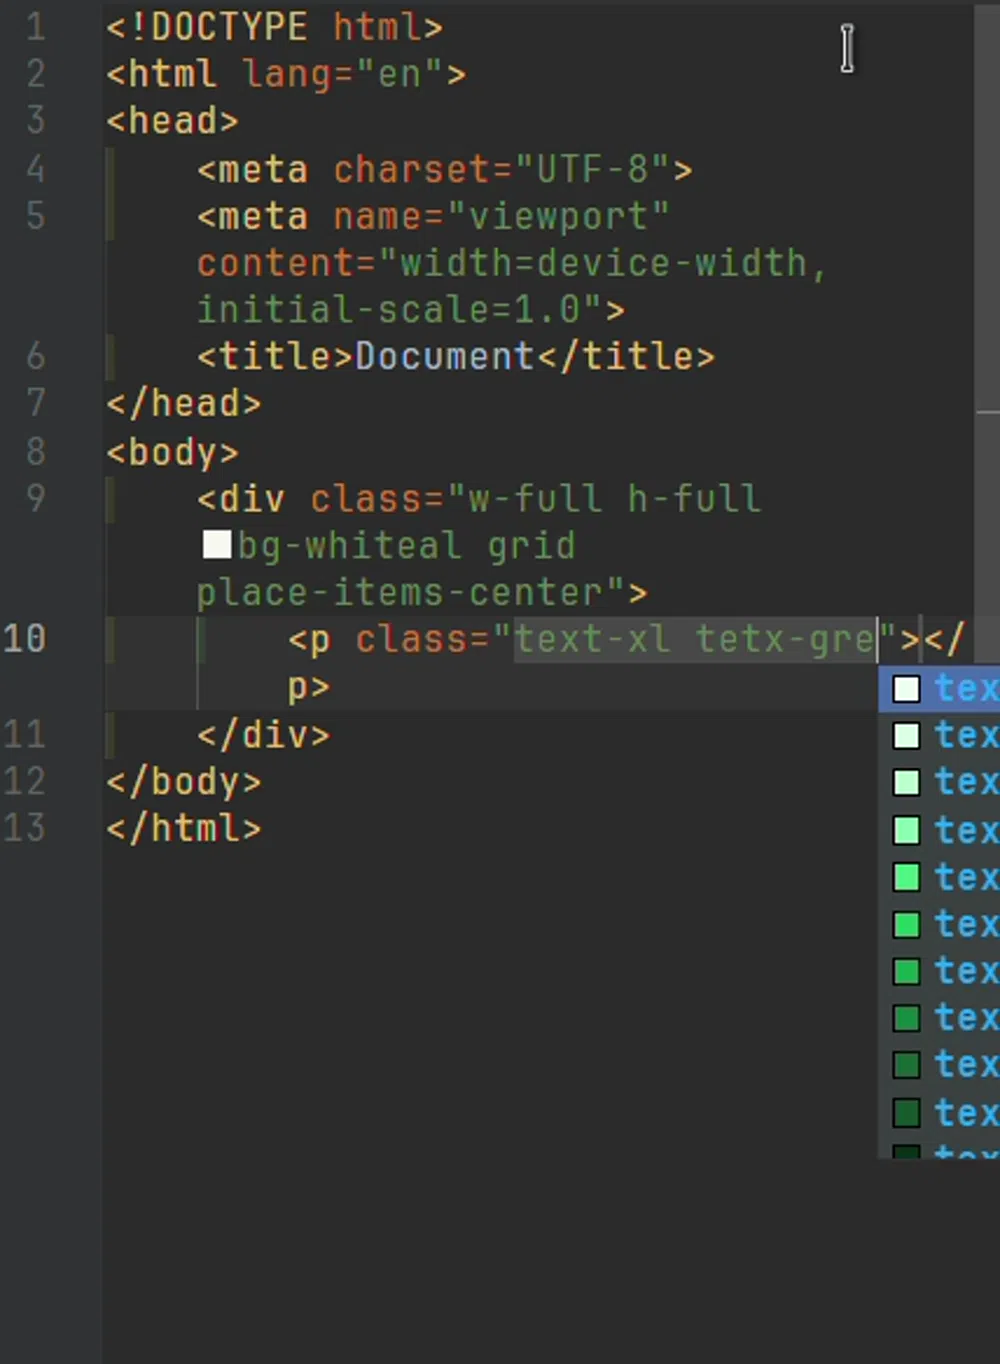 1 <!DOCTYPE html>
2 <html lang="en">
3 <head>
4 <meta charset="UTF-8">
5 <meta name="viewport"
content="width=device-width,
initial-scale=1.0">
6 <title>Document</title>
7 </head>
8 <body>
9 <div class="w-full h-full
bg-whiteal grid
place-items-center">
10 <p class="text-xl tetx-gre"></
p>
tex
11 </div>
tex
12 </body>
tex
13 </html>
tex
tex
tex
tex
tex
tex
tex